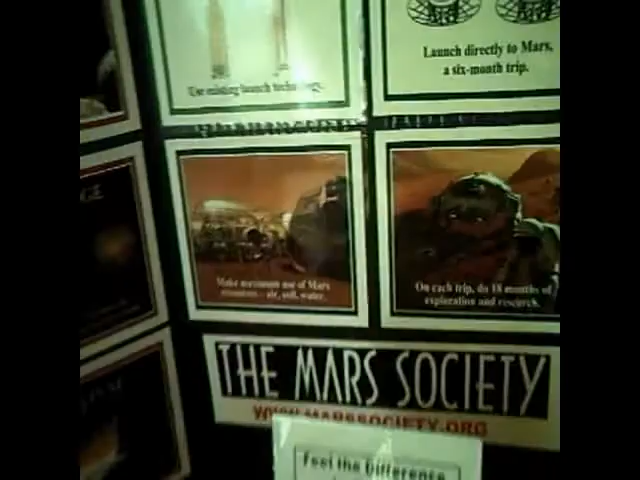 Use existing launch technology.
Launch directly to Mars,
a six-month trip.
Make maximum use of Mars
resources - air, soil, water.
On each trip, do 18 months of
exploration and research.
THE MARS SOCIETY
WWW.MARSSOCIETY.ORG
Feel the Difference